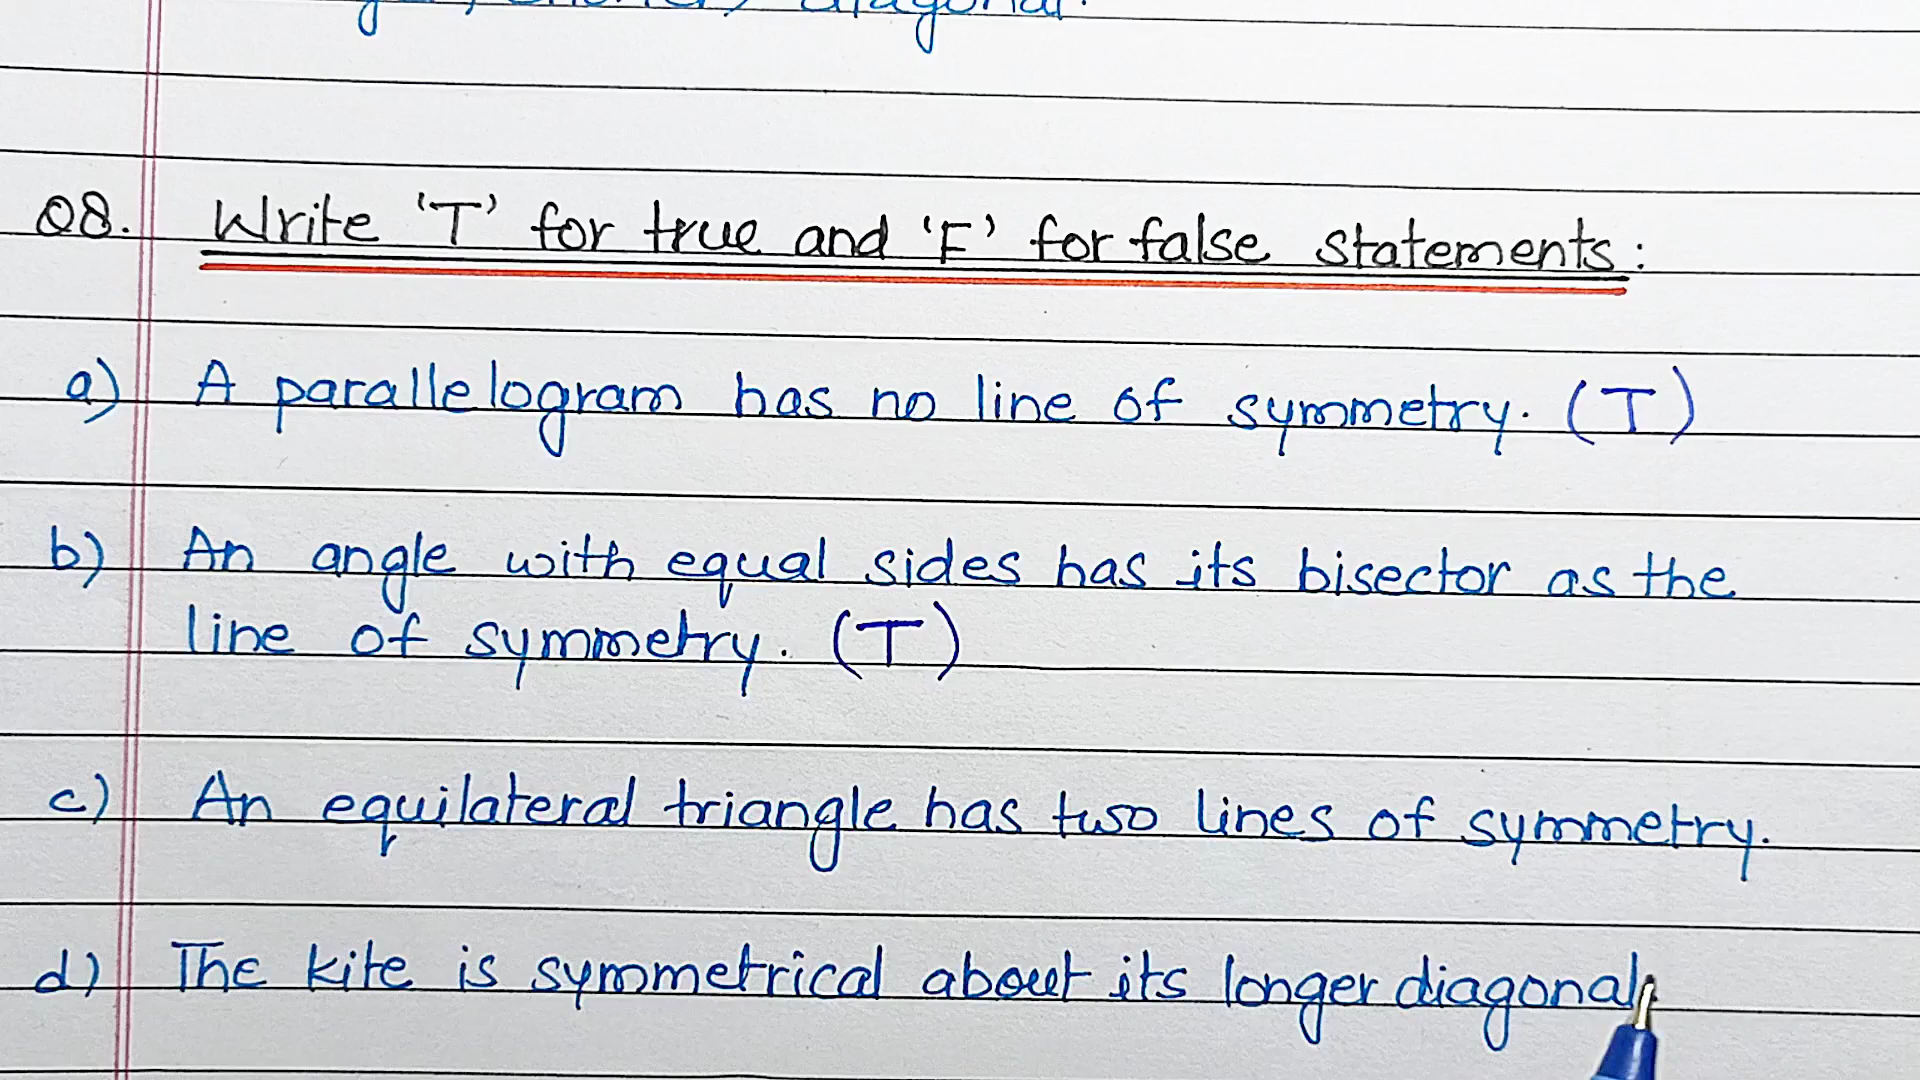 diagonal.
Q8. Write 'T' for true and 'F' for false statements:
a) A parallelogram has no line of symmetry. (T)
b) An angle with equal sides has its bisector as the
line of symmetry. (T)
c) An equilateral triangle has two lines of symmetry.
d) The kite is symmetrical about its longer diagonal